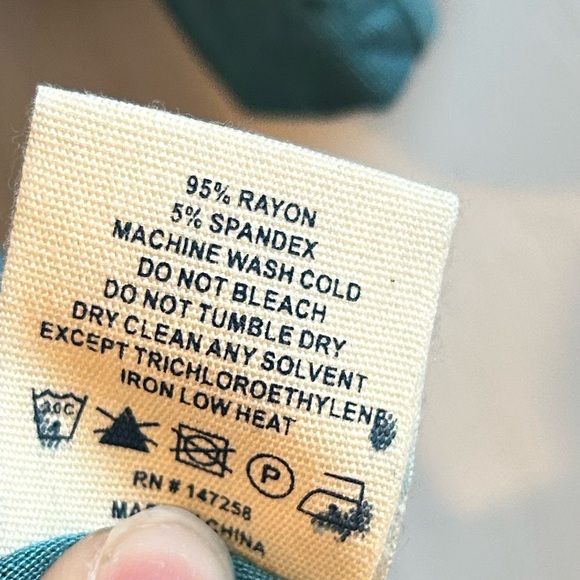 95% RAYON
5% SPANDEX
MACHINE WASH COLD
DO NOT BLEACH
DO NOT TUMBLE DRY
DRY CLEAN ANY SOLVENT
EXCEPT TRICHLOROETHYLENE
IRON LOW HEAT
30C P
RN # 147258
CHINA